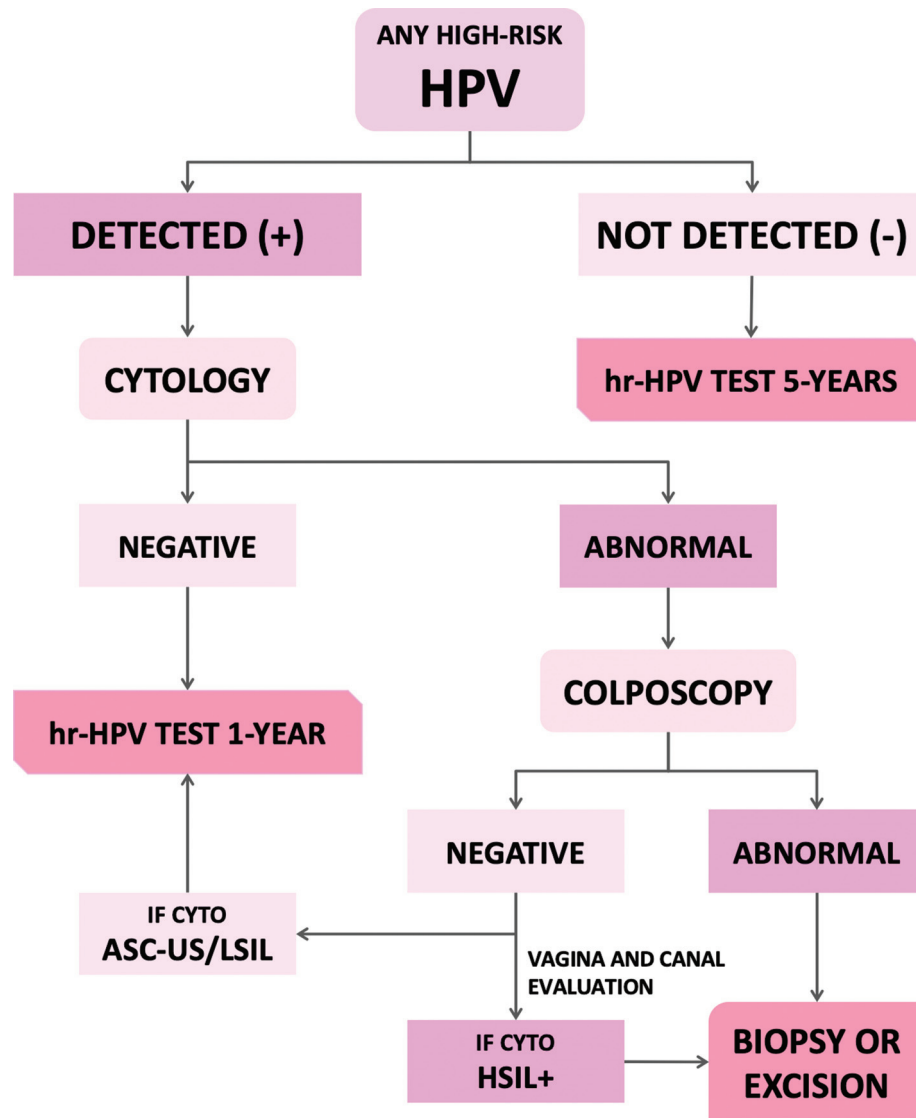 ANY HIGH-RISK
HPV
DETECTED (+)
NOT DETECTED (-)
CYTOLOGY
hr-HPV TEST 5-YEARS
NEGATIVE
ABNORMAL
COLPOSCOPY
hr-HPV TEST 1-YEAR
NEGATIVE
ABNORMAL
IF CYTO
ASC-US/LSIL
VAGINA AND CANAL
EVALUATION
IF CYTO
HSIL+
BIOPSY OR
EXCISION